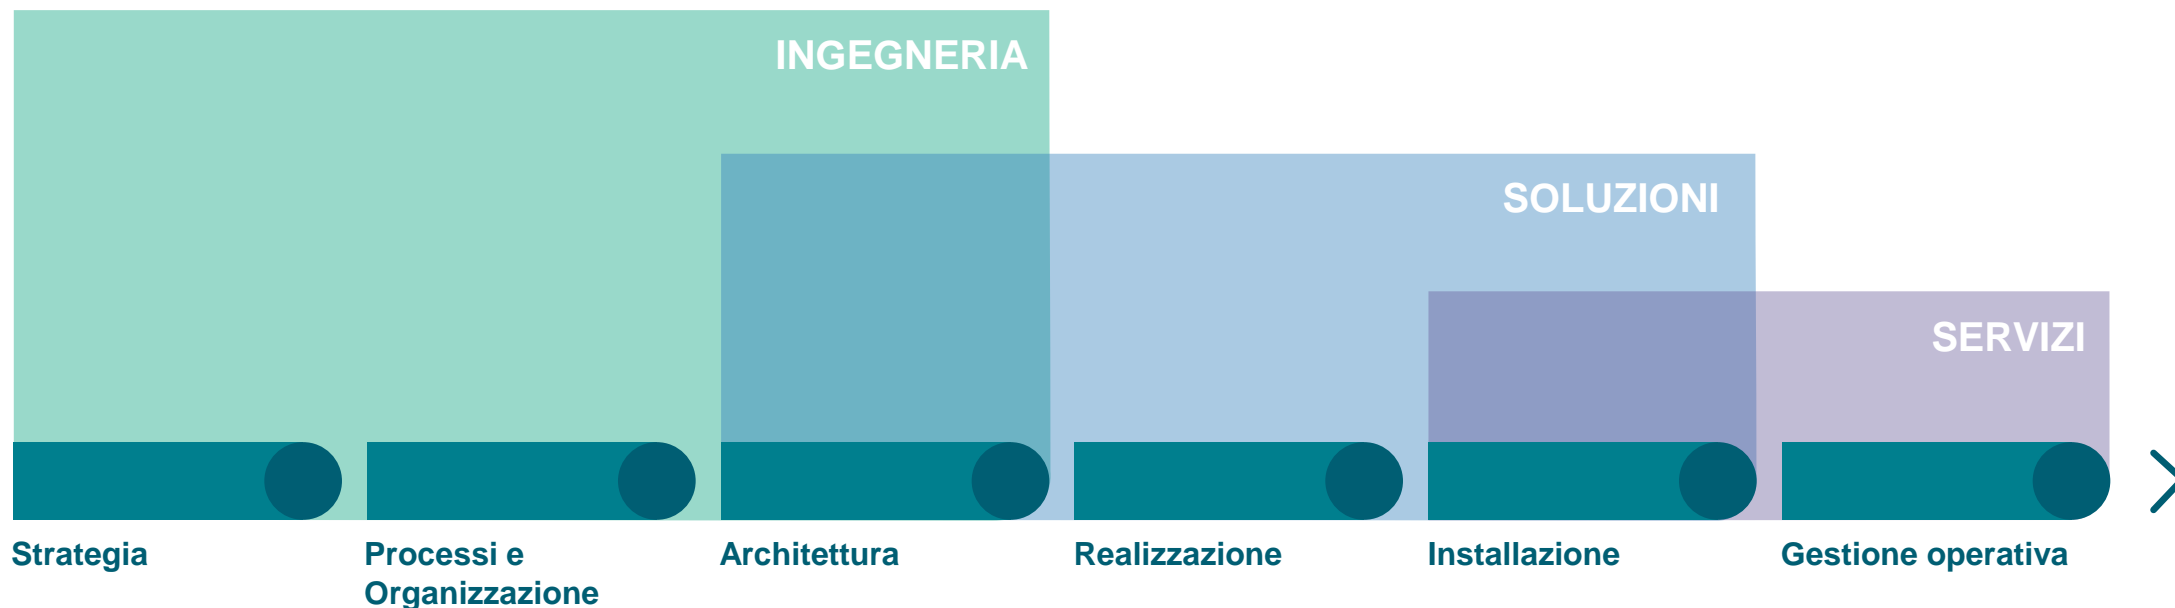 INGEGNERIA
SOLUZIONI
SERVIZI
Strategia
Processi e
Organizzazione
Architettura
Realizzazione
Installazione
Gestione operativa